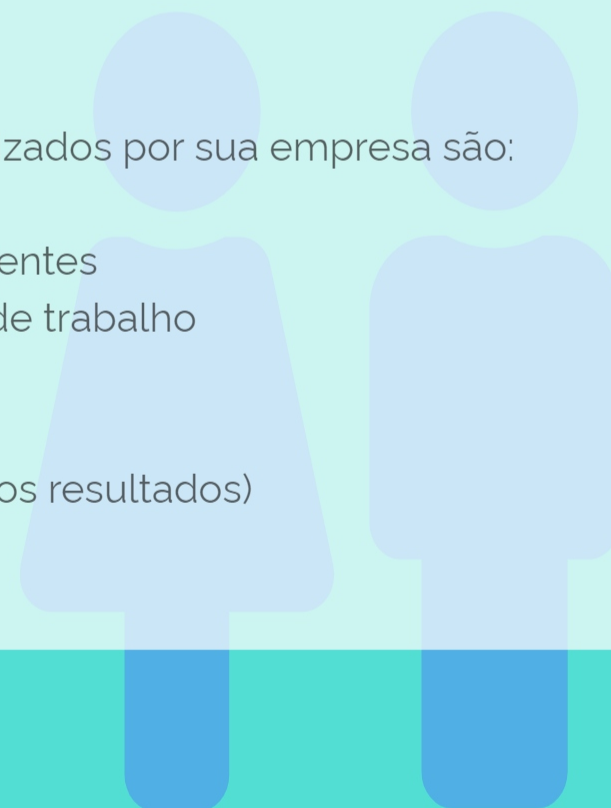 zados por sua empresa são:
entes
de trabalho
os resultados)